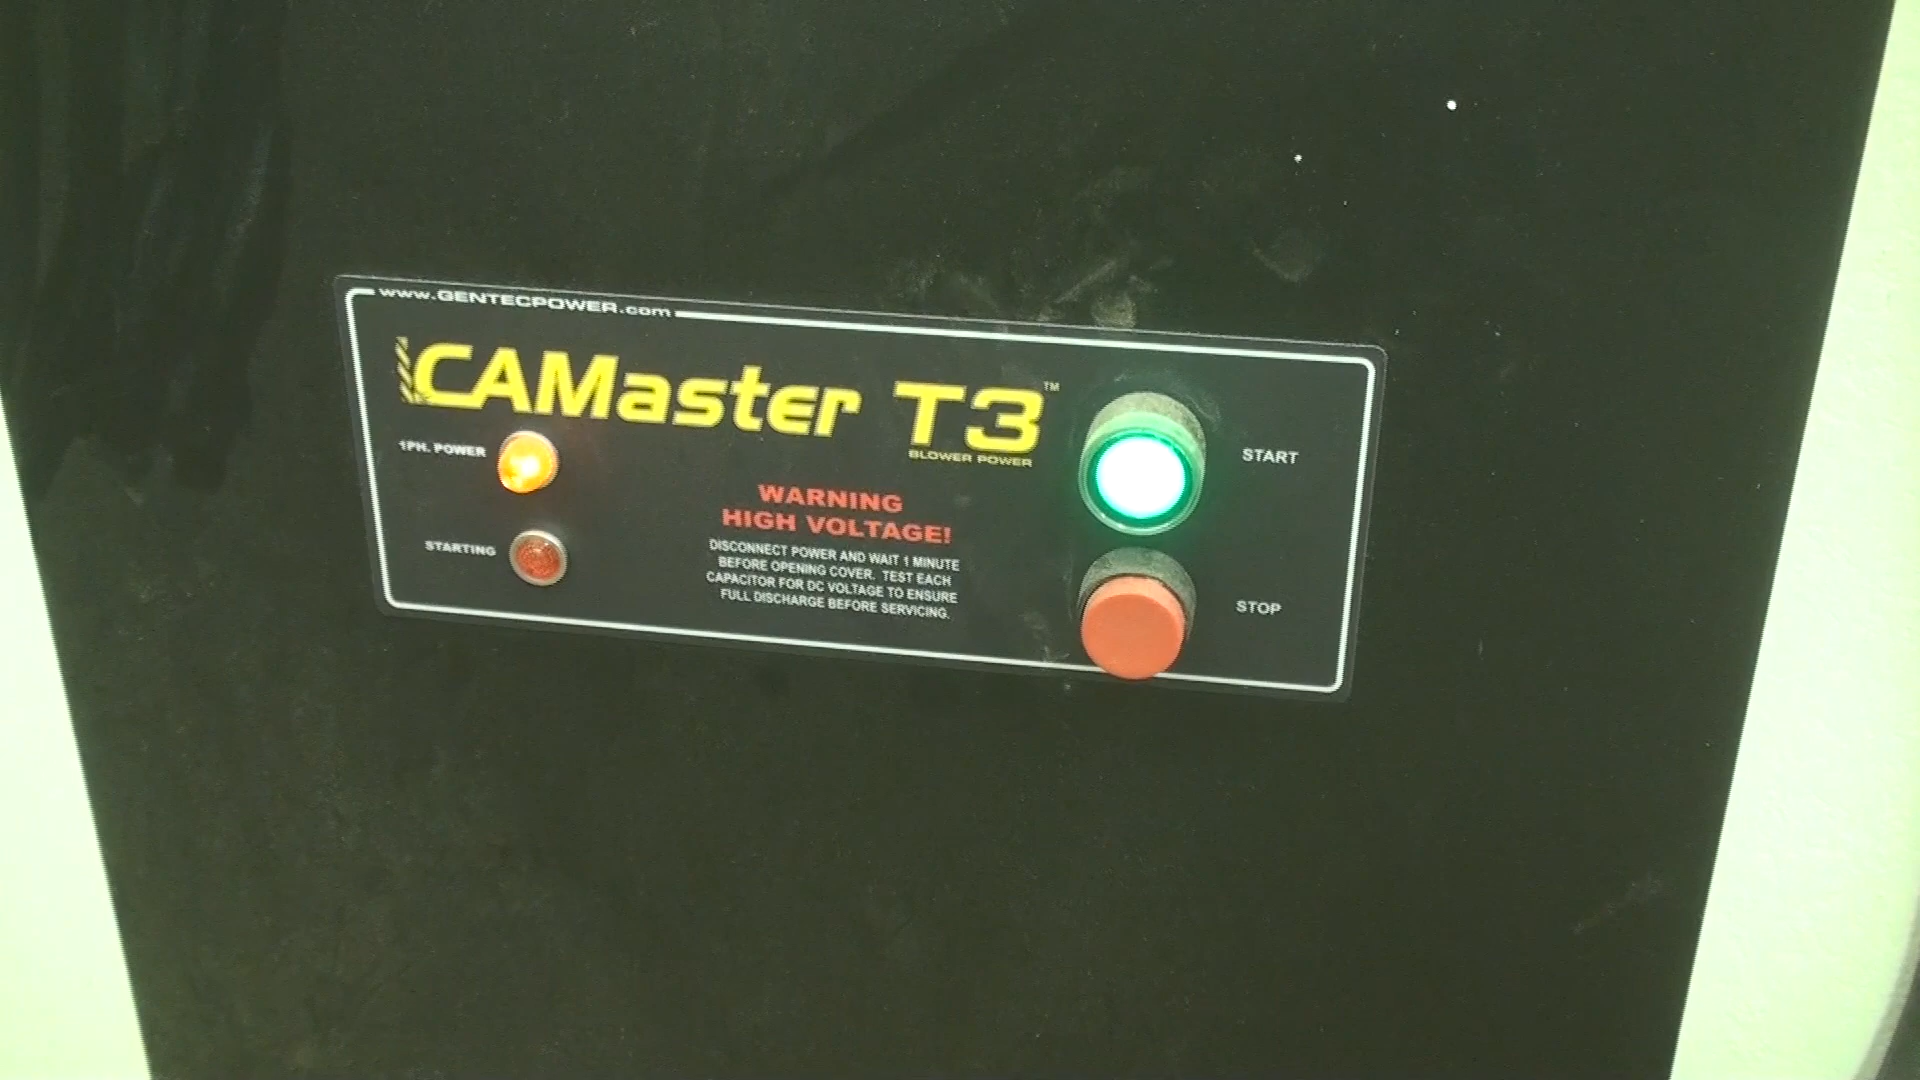 www.GENTECPOWER.com
CAMaster T3™
BLOWER POWER
1PH. POWER
STARTING
WARNING
HIGH VOLTAGE!
DISCONNECT POWER AND WAIT 1 MINUTE
BEFORE OPENING COVER. TEST EACH
CAPACITOR FOR DC VOLTAGE TO ENSURE
FULL DISCHARGE BEFORE SERVICING.
START
STOP